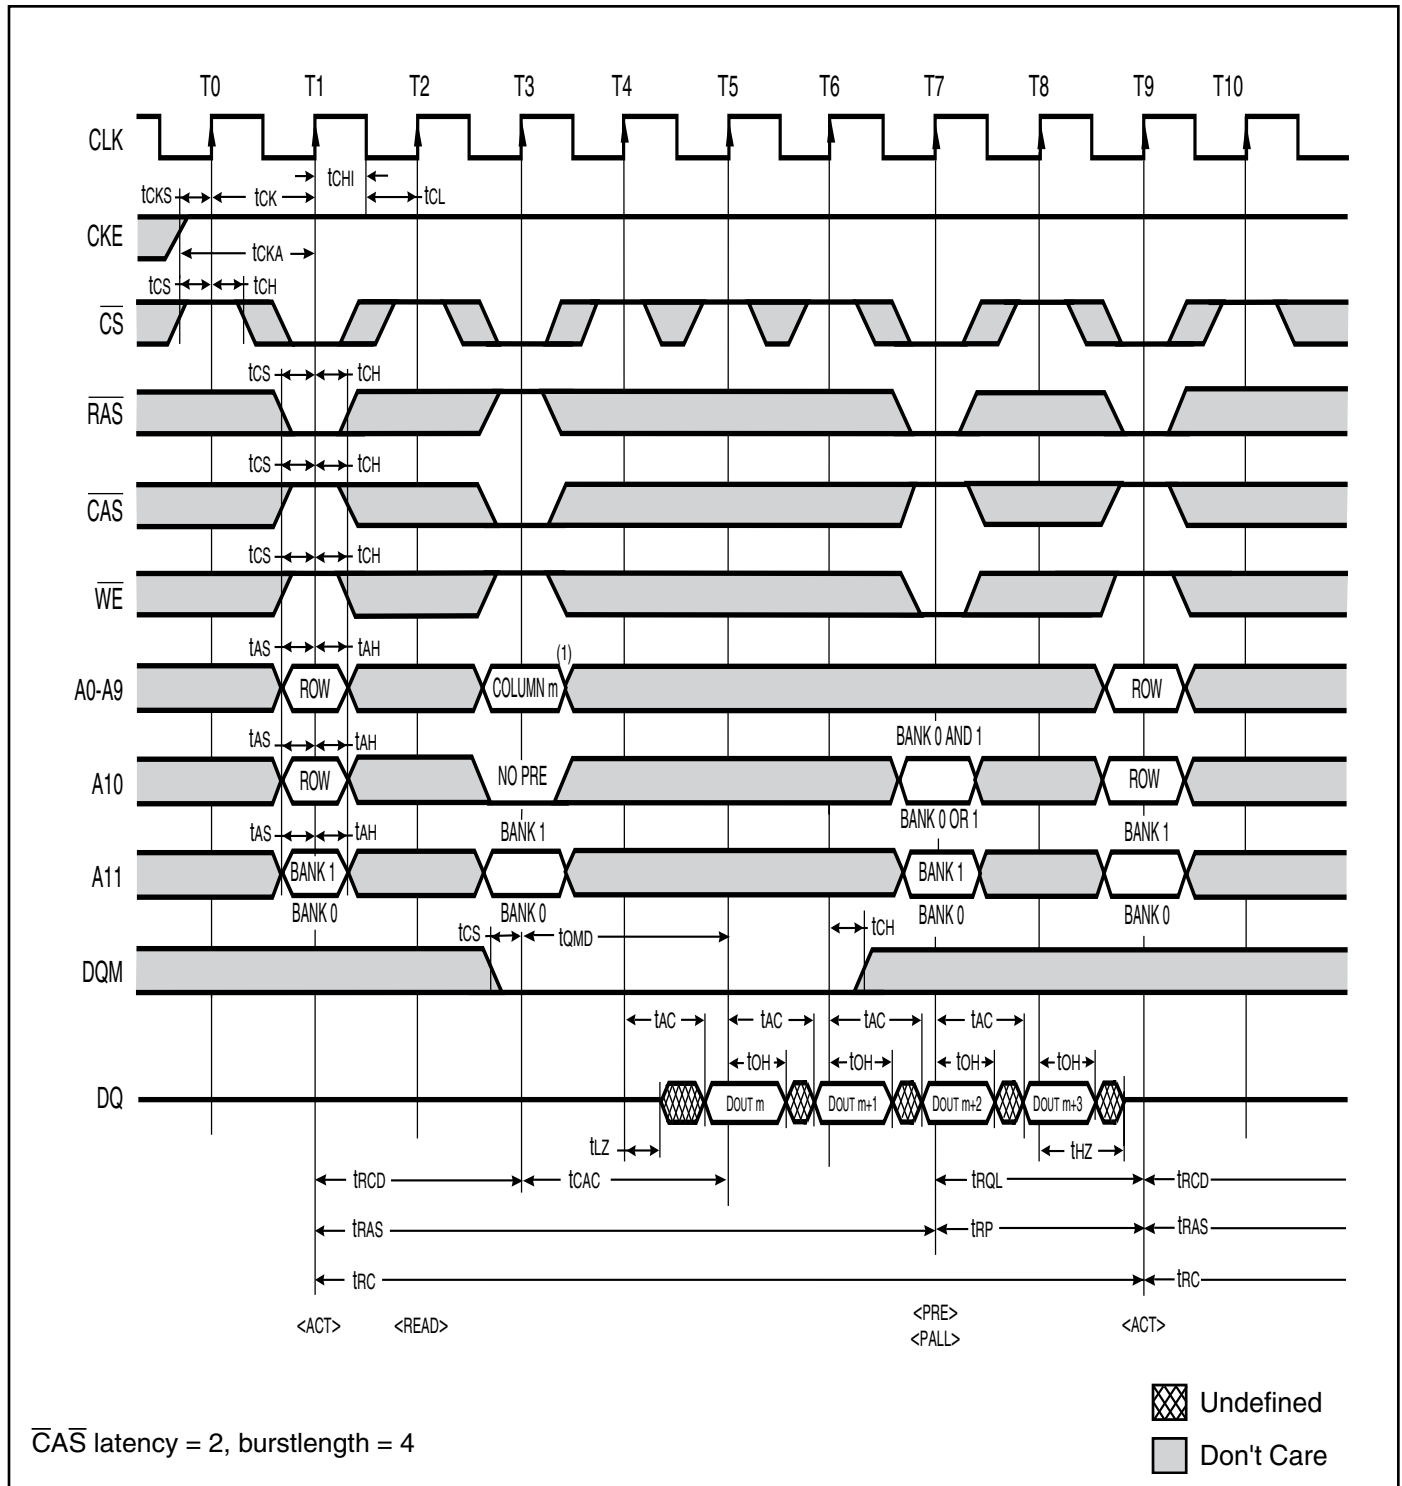 T0 T1 T2 T3 T4 T5 T6 T7 T8 T9 T10
CLK
tCHI
tCKS tCK tCL
CKE
tCKA
tCS tCH
CS
tCS tCH
RAS
tCS tCH
CAS
tCS tCH
WE
tAS tAH (1)
A0-A9 ROW COLUMN m ROW
BANK 0 AND 1
tAS tAH
A10 ROW NO PRE ROW
BANK 0 OR 1
tAS tAH BANK 1 BANK 1
A11 BANK 1 BANK 1
BANK 0 BANK 0 BANK 0 BANK 0
tCS tQMD tCH
DQM
tAC tAC tAC tAC
tOH tOH tOH tOH
DQ DOUT m DOUT m+1 DOUT m+2 DOUT m+3
tLZ tHZ
tRCD tCAC tRQL tRCD
tRAS tRP tRAS
tRC tRC
<ACT> <READ> <PRE> <ACT>
<PALL>
Undefined
CAS latency = 2, burstlength = 4
Don't Care